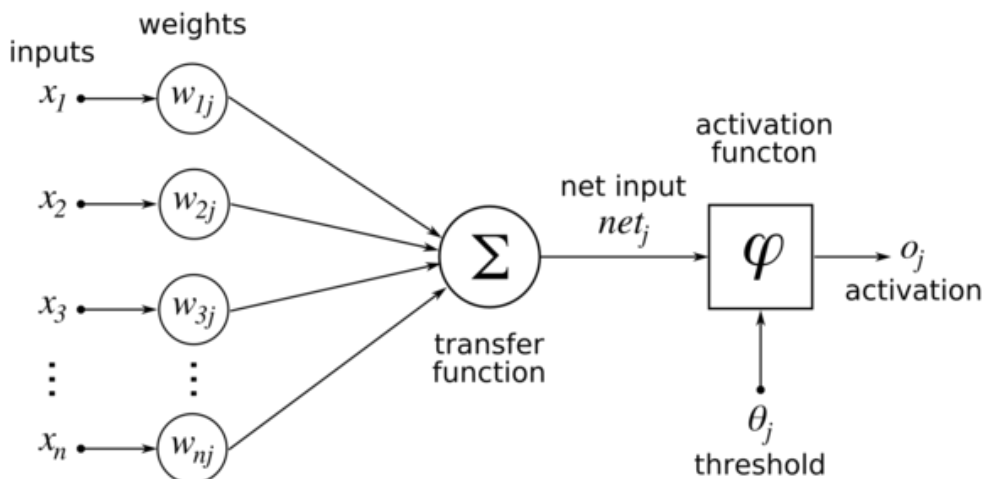 weights
inputs
x1
w1j
x2
w2j
x3
w3j
⋮
⋮
xn
wnj
Σ
transfer
function
net input
netj
activation
functon
φ
oj
activation
θj
threshold